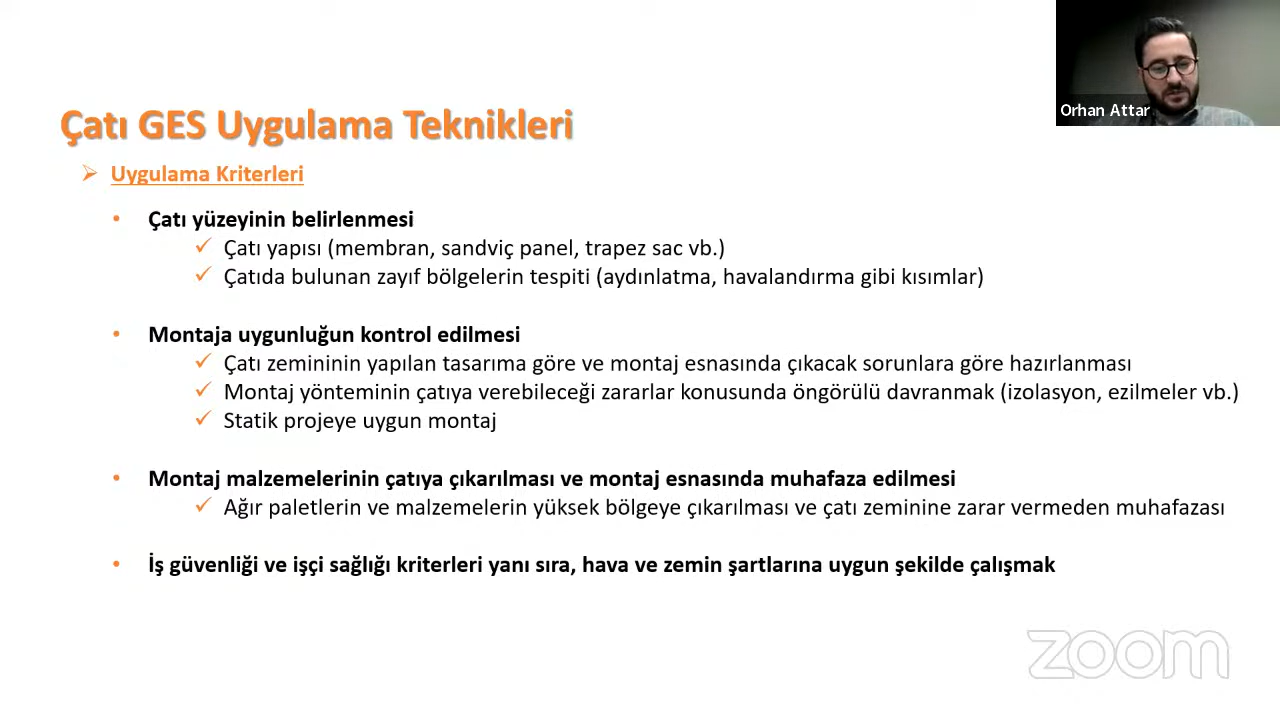 Orhan Attar
Çatı GES Uygulama Teknikleri
Uygulama Kriterleri
Çatı yüzeyinin belirlenmesi
Çatı yapısı (membran, sandviç panel, trapez sac vb.)
Çatıda bulunan zayıf bölgelerin tespiti (aydınlatma, havalandırma gibi kısımlar)
Montaja uygunluğun kontrol edilmesi
Çatı zemininin yapılan tasarıma göre ve montaj esnasında çıkacak sorunlara göre hazırlanması
Montaj yönteminin çatıya verebileceği zararlar konusunda öngörülü davranmak (izolasyon, ezilmeler vb.)
Statik projeye uygun montaj
Montaj malzemelerinin çatıya çıkarılması ve montaj esnasında muhafaza edilmesi
Ağır paletlerin ve malzemelerin yüksek bölgeye çıkarılması ve çatı zeminine zarar vermeden muhafazası
İş güvenliği ve işçi sağlığı kriterleri yanı sıra, hava ve zemin şartlarına uygun şekilde çalışmak
zoom